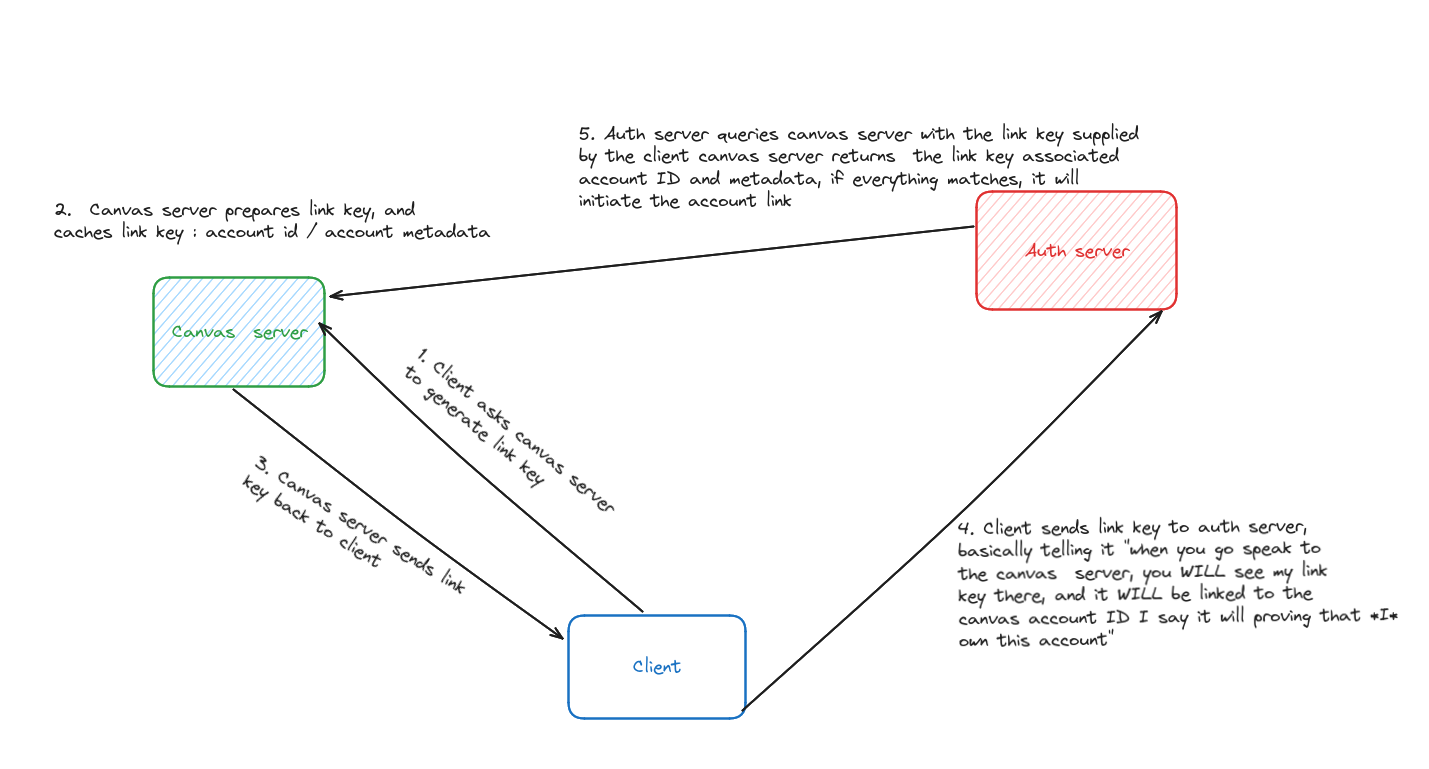 5. Auth server queries canvas server with the link key supplied
by the client canvas server returns the link key associated
account ID and metadata, if everything matches, it will
initiate the account link
2. Canvas server prepares link key, and
caches link key : account id / account metadata
Auth server
Canvas server
1. Client asks canvas server
to generate link key
3. Canvas server sends link
key back to client
4. Client sends link key to auth server,
basically telling it "when you go speak to
the canvas server, you WILL see my link
key there, and it WILL be linked to the
canvas account ID I say it will proving that *I*
own this account"
Client